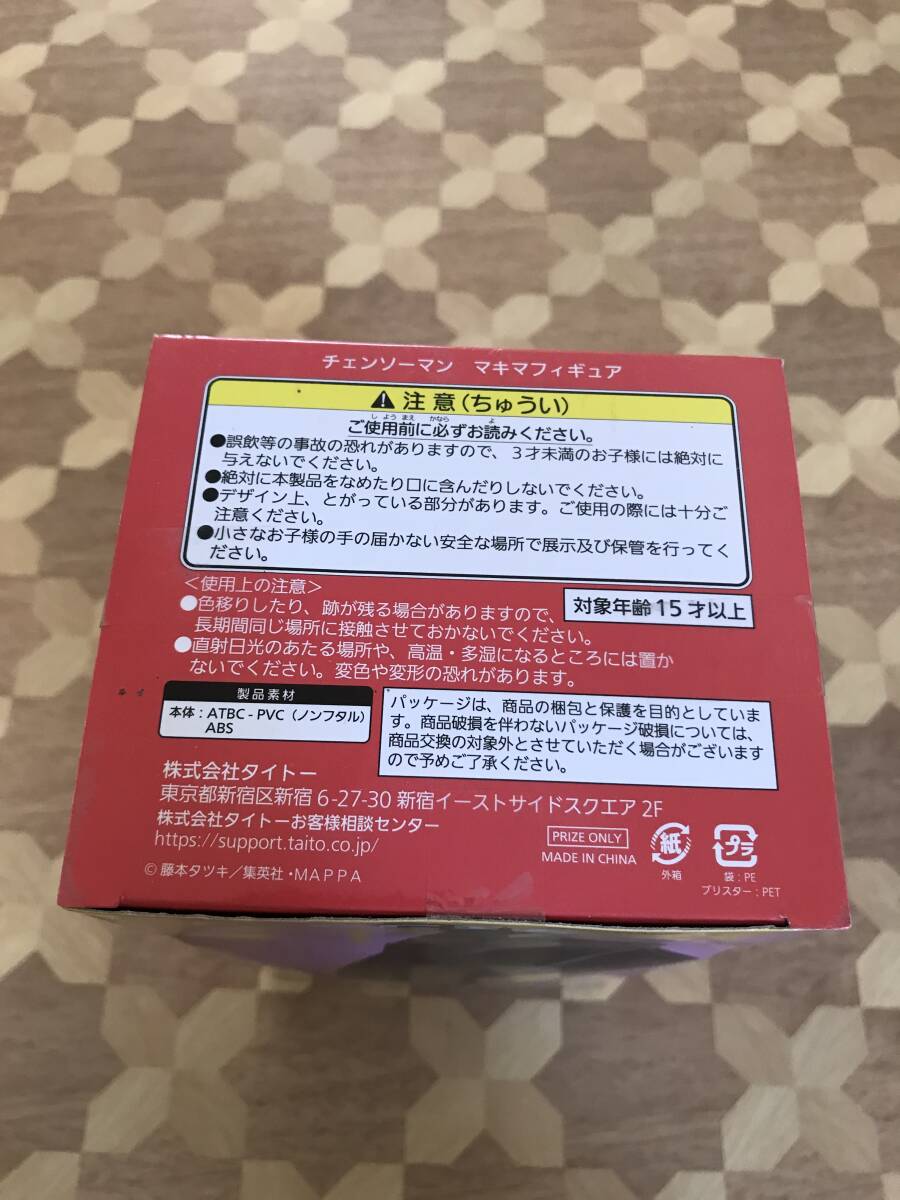 チェンソーマン　マキマフィギュア
⚠ 注意(ちゅうい)
し よう まえ かなら よ
ご使用前に必ずお読みください。
●誤飲等の事故の恐れがありますので、3才未満のお子様には絶対に
与えないでください。
●絶対に本製品をなめたり口に含んだりしないでください。
●デザイン上、とがっている部分があります。ご使用の際には十分ご
注意ください。
●小さなお子様の手の届かない安全な場所で展示及び保管を行ってく
ださい。
＜使用上の注意＞
●色移りしたり、跡が残る場合がありますので、
長期間同じ場所に接触させておかないでください。
対象年齢15才以上
●直射日光のあたる場所や、高温・多湿になるところには置か
ないでください。変色や変形の恐れがあります。
製品素材
本体：ATBC-PVC（ノンフタル）
ABS
パッケージは、商品の梱包と保護を目的としていま
す。商品破損を伴わないパッケージ破損については、
商品交換の対象外とさせていただく場合がございます
ので予めご了承ください。
株式会社タイトー
東京都新宿区新宿 6-27-30 新宿イーストサイドスクエア 2F
株式会社タイトーお客様相談センター
https://support.taito.co.jp/
©藤本タツキ／集英社・MAPPA
PRIZE ONLY
MADE IN CHINA
紙
外箱
プラ
袋：PE
ブリスター：PET